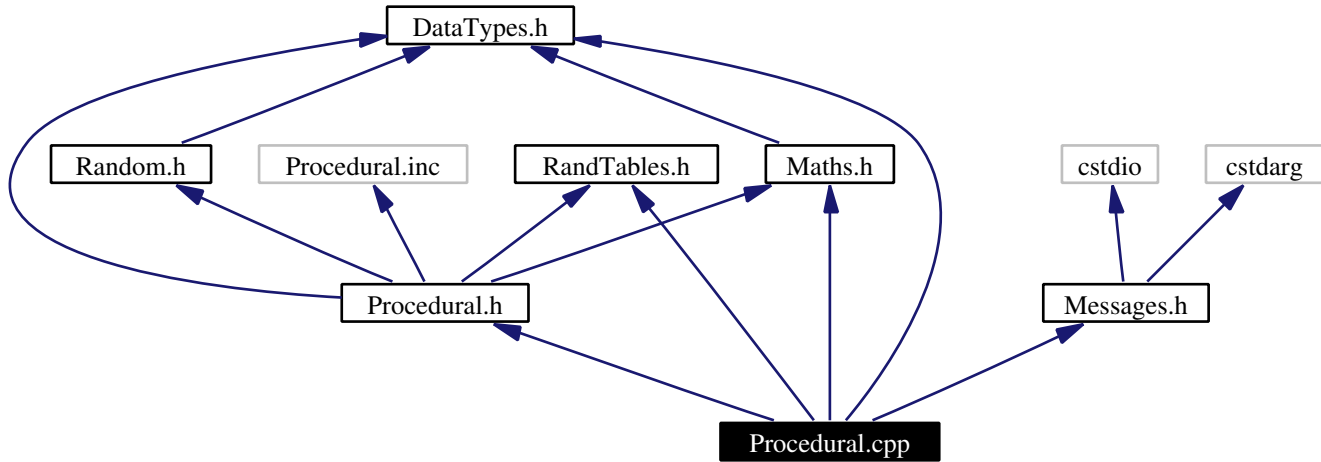 DataTypes.h
Random.h
Procedural.inc
RandTables.h
Maths.h
cstdio
cstdarg
Procedural.h
Messages.h
Procedural.cpp